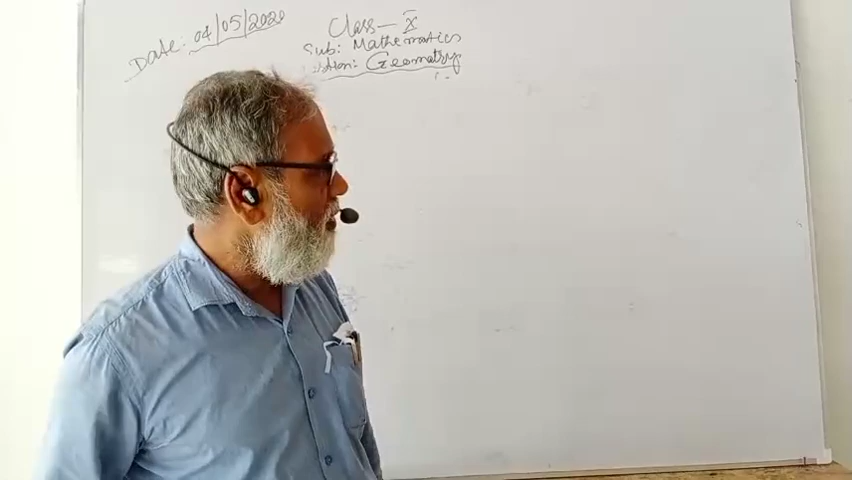 Date: 04/05/2020
Class - X
Sub: Mathematics
Geometry